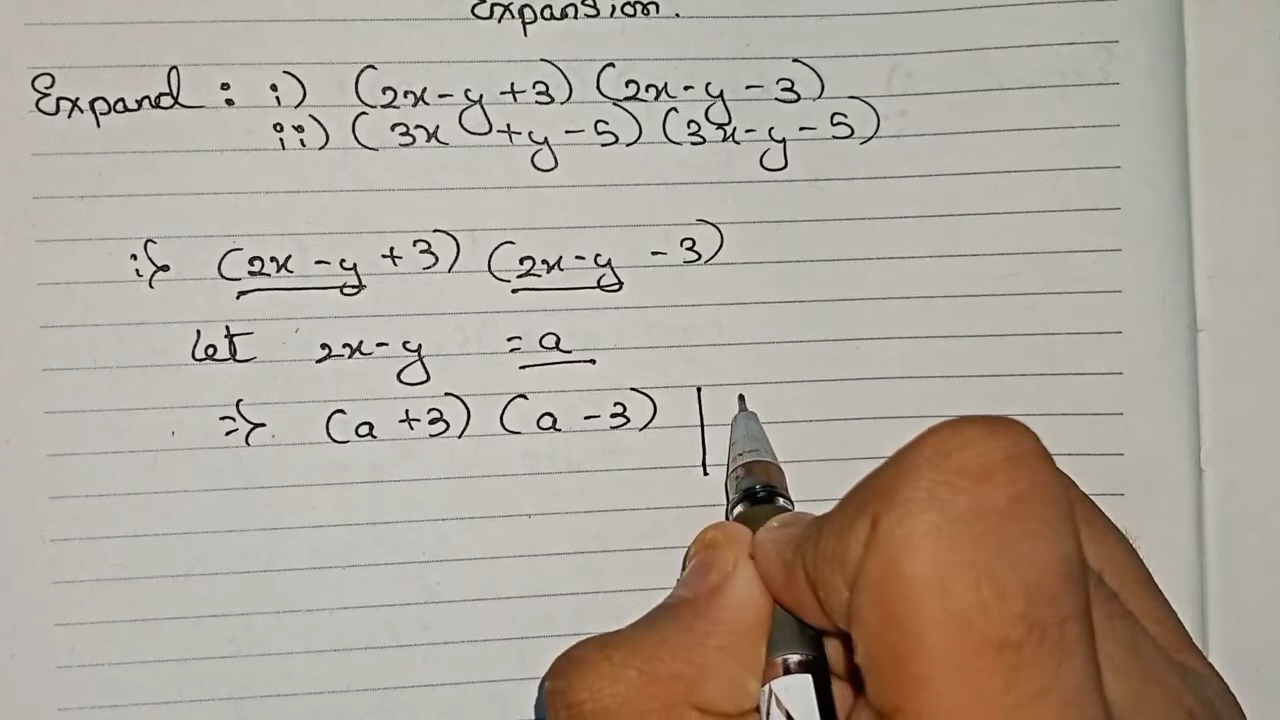 Expansion.
Expand : i) (2x-y+3) (2x-y-3)
ii) (3x +y-5) (3x-y-5)
i⟩ (2x-y+3) (2x-y-3)
let 2x-y = a
=⟩ (a+3) (a-3) |